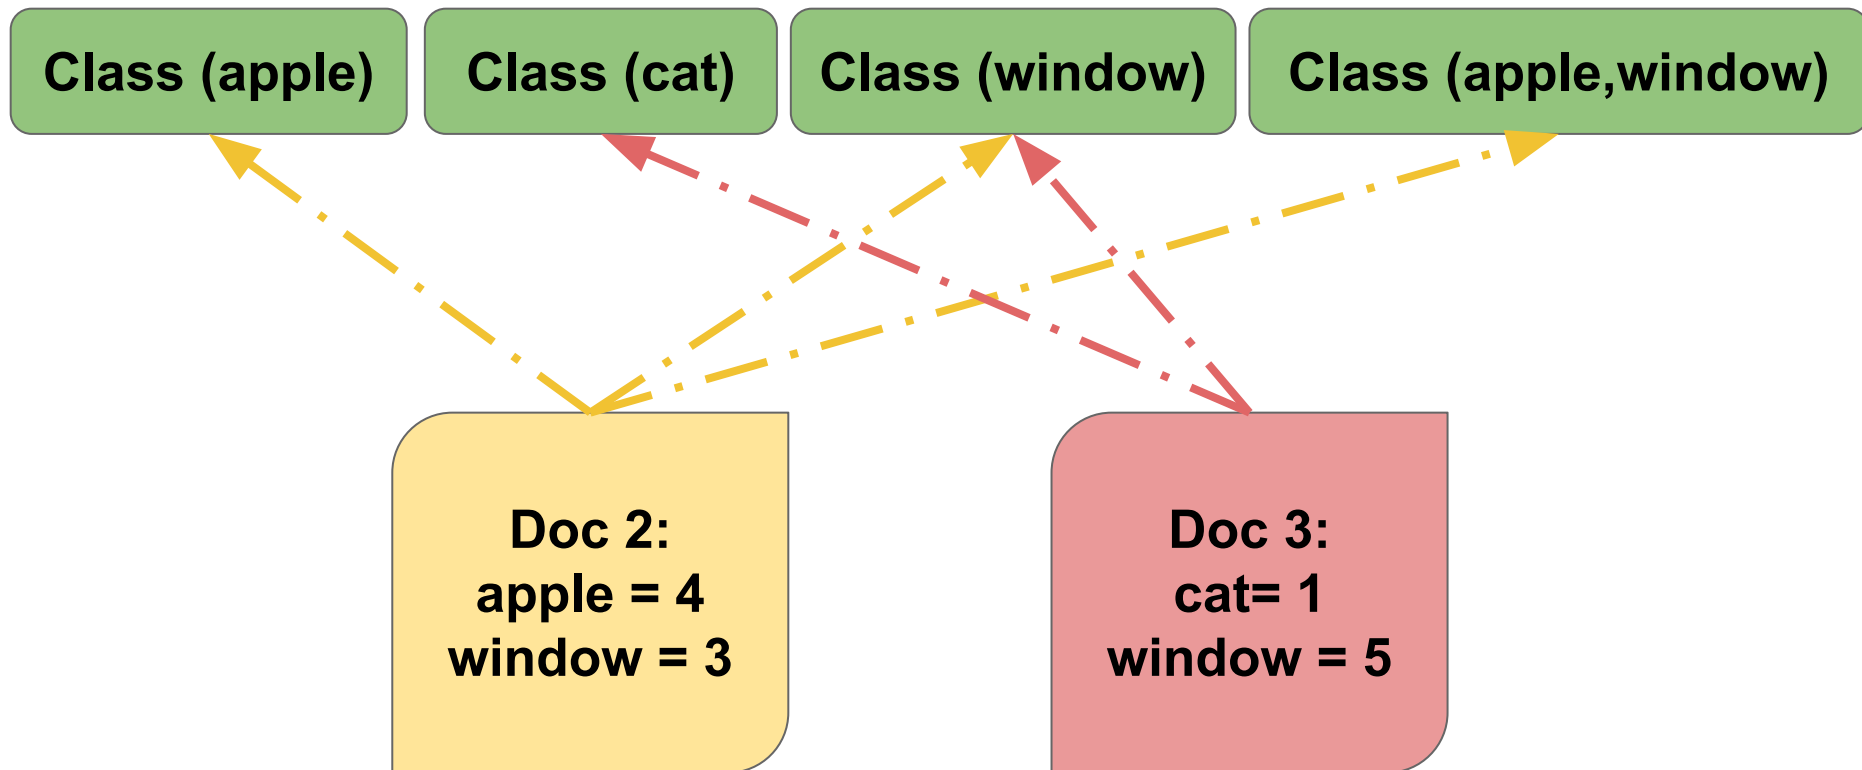 Class (apple)
Class (cat)
Class (window)
Class (apple,window)
Doc 2:
apple = 4
window = 3
Doc 3:
cat= 1
window = 5